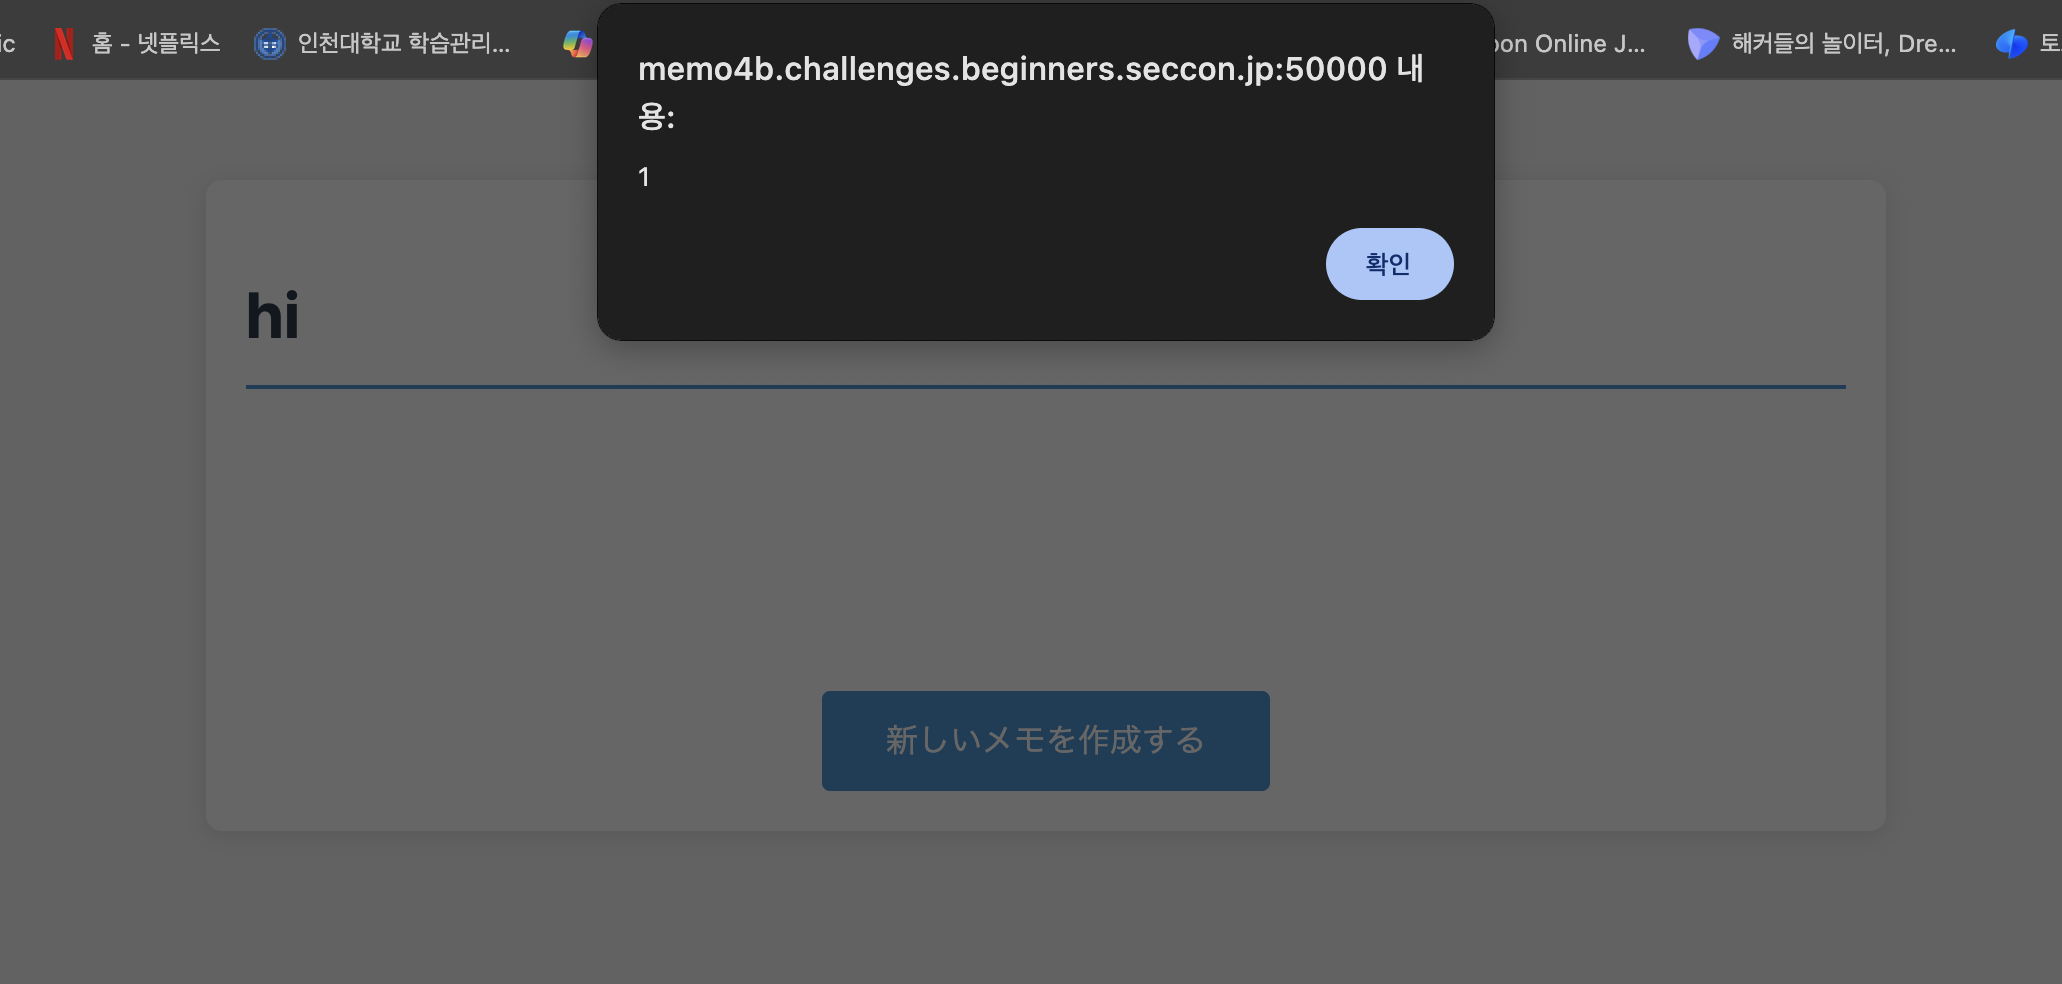 ic 홈 - 넷플릭스 인천대학교 학습관리... oon Online J... 해커들의 놀이터, Dre... 토
memo4b.challenges.beginners.seccon.jp:50000 내
용:
1
확인
hi
新しいメモを作成する